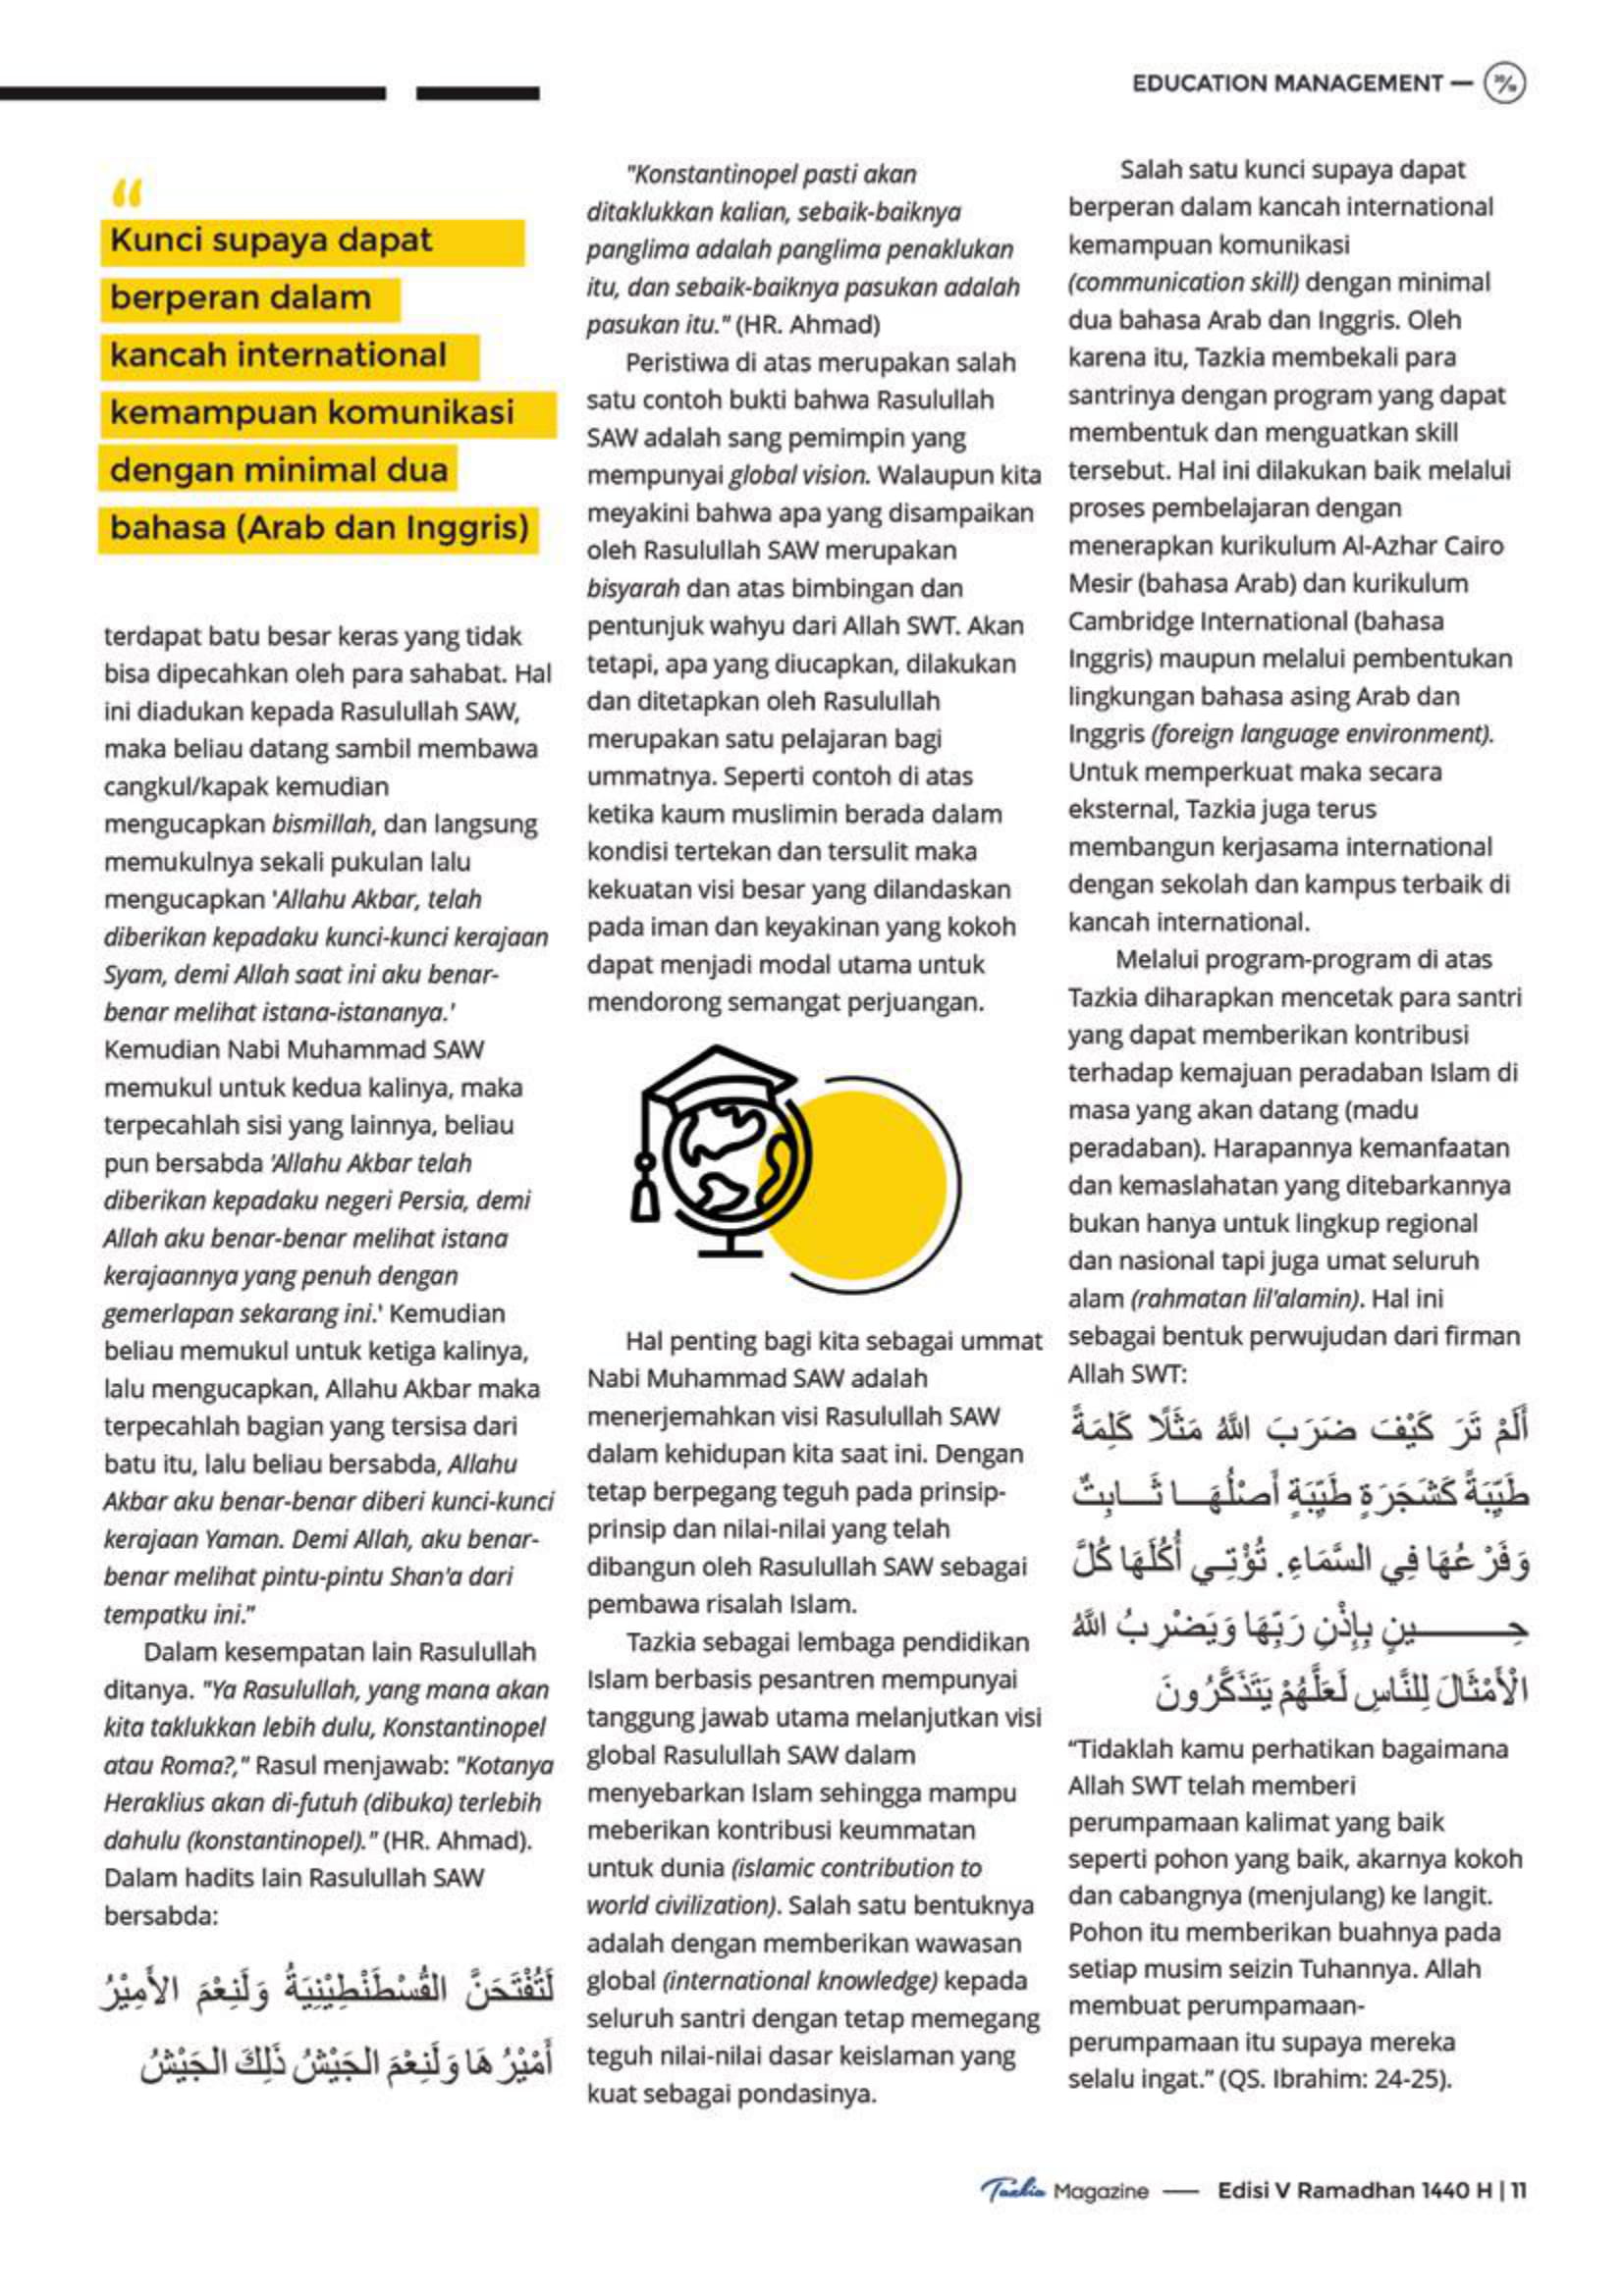 EDUCATION MANAGEMENT —
“
Kunci supaya dapat
berperan dalam
kancah international
kemampuan komunikasi
dengan minimal dua
bahasa (Arab dan Inggris)
terdapat batu besar keras yang tidak
bisa dipecahkan oleh para sahabat. Hal
ini diadukan kepada Rasulullah SAW,
maka beliau datang sambil membawa
cangkul/kapak kemudian
mengucapkan bismillah, dan langsung
memukulnya sekali pukulan lalu
mengucapkan 'Allahu Akbar, telah
diberikan kepadaku kunci-kunci kerajaan
Syam, demi Allah saat ini aku benar-
benar melihat istana-istananya.'
Kemudian Nabi Muhammad SAW
memukul untuk kedua kalinya, maka
terpecahlah sisi yang lainnya, beliau
pun bersabda 'Allahu Akbar telah
diberikan kepadaku negeri Persia, demi
Allah aku benar-benar melihat istana
kerajaannya yang penuh dengan
gemerlapan sekarang ini.' Kemudian
beliau memukul untuk ketiga kalinya,
lalu mengucapkan, Allahu Akbar maka
terpecahlah bagian yang tersisa dari
batu itu, lalu beliau bersabda, Allahu
Akbar aku benar-benar diberi kunci-kunci
kerajaan Yaman. Demi Allah, aku benar-
benar melihat pintu-pintu Shan'a dari
tempatku ini.”
Dalam kesempatan lain Rasulullah
ditanya. "Ya Rasulullah, yang mana akan
kita taklukkan lebih dulu, Konstantinopel
atau Roma?," Rasul menjawab: "Kotanya
Heraklius akan di-futuh (dibuka) terlebih
dahulu (konstantinopel)." (HR. Ahmad).
Dalam hadits lain Rasulullah SAW
bersabda:
لَتُفْتَحَنَّ القُسْطَنْطِيْنِيَةُ وَلَنِعْمَ الأَمِيْرُ
أَمْيْرُ هَا وَلَنِعْمَ الجَيْشُ ذَلِكَ الجَيْشُ
"Konstantinopel pasti akan
ditaklukkan kalian, sebaik-baiknya
panglima adalah panglima penaklukan
itu, dan sebaik-baiknya pasukan adalah
pasukan itu." (HR. Ahmad)
Peristiwa di atas merupakan salah
satu contoh bukti bahwa Rasulullah
SAW adalah sang pemimpin yang
mempunyai global vision. Walaupun kita
meyakini bahwa apa yang disampaikan
oleh Rasulullah SAW merupakan
bisyarah dan atas bimbingan dan
pentunjuk wahyu dari Allah SWT. Akan
tetapi, apa yang diucapkan, dilakukan
dan ditetapkan oleh Rasulullah
merupakan satu pelajaran bagi
ummatnya. Seperti contoh di atas
ketika kaum muslimin berada dalam
kondisi tertekan dan tersulit maka
kekuatan visi besar yang dilandaskan
pada iman dan keyakinan yang kokoh
dapat menjadi modal utama untuk
mendorong semangat perjuangan.
Hal penting bagi kita sebagai ummat
Nabi Muhammad SAW adalah
menerjemahkan visi Rasulullah SAW
dalam kehidupan kita saat ini. Dengan
tetap berpegang teguh pada prinsip-
prinsip dan nilai-nilai yang telah
dibangun oleh Rasulullah SAW sebagai
pembawa risalah Islam.
Tazkia sebagai lembaga pendidikan
Islam berbasis pesantren mempunyai
tanggung jawab utama melanjutkan visi
global Rasulullah SAW dalam
menyebarkan Islam sehingga mampu
meberikan kontribusi keummatan
untuk dunia (islamic contribution to
world civilization). Salah satu bentuknya
adalah dengan memberikan wawasan
global (international knowledge) kepada
seluruh santri dengan tetap memegang
teguh nilai-nilai dasar keislaman yang
kuat sebagai pondasinya.
Salah satu kunci supaya dapat
berperan dalam kancah international
kemampuan komunikasi
(communication skill) dengan minimal
dua bahasa Arab dan Inggris. Oleh
karena itu, Tazkia membekali para
santrinya dengan program yang dapat
membentuk dan menguatkan skill
tersebut. Hal ini dilakukan baik melalui
proses pembelajaran dengan
menerapkan kurikulum Al-Azhar Cairo
Mesir (bahasa Arab) dan kurikulum
Cambridge International (bahasa
Inggris) maupun melalui pembentukan
lingkungan bahasa asing Arab dan
Inggris (foreign language environment).
Untuk memperkuat maka secara
eksternal, Tazkia juga terus
membangun kerjasama international
dengan sekolah dan kampus terbaik di
kancah international.
Melalui program-program di atas
Tazkia diharapkan mencetak para santri
yang dapat memberikan kontribusi
terhadap kemajuan peradaban Islam di
masa yang akan datang (madu
peradaban). Harapannya kemanfaatan
dan kemaslahatan yang ditebarkannya
bukan hanya untuk lingkup regional
dan nasional tapi juga umat seluruh
alam (rahmatan lil'alamin). Hal ini
sebagai bentuk perwujudan dari firman
Allah SWT:
أَلَمْ تَرَ كَيْفَ ضَرَبَ اللَّهُ مَثَلًا كَلِمَةً
طَيِّبَةً كَشَجَرَةٍ طَيِّبَةٍ أَصْلُهَـــا ثَـــابِتٌ
وَفَرْعُهَا فِي السَّمَاءِ. تُؤْتِـي أُكُلَهَا كُلَّ
حِـــــــينٍ بِإِذْنِ رَبِّهَا وَيَضْرِبُ اللَّهُ
الْأَمْثَالَ لِلنَّاسِ لَعَلَّهُمْ يَتَذَكَّرُونَ
“Tidaklah kamu perhatikan bagaimana
Allah SWT telah memberi
perumpamaan kalimat yang baik
seperti pohon yang baik, akarnya kokoh
dan cabangnya (menjulang) ke langit.
Pohon itu memberikan buahnya pada
setiap musim seizin Tuhannya. Allah
membuat perumpamaan-
perumpamaan itu supaya mereka
selalu ingat.” (QS. Ibrahim: 24-25).
Tazkia Magazine — Edisi V Ramadhan 1440 H | 11